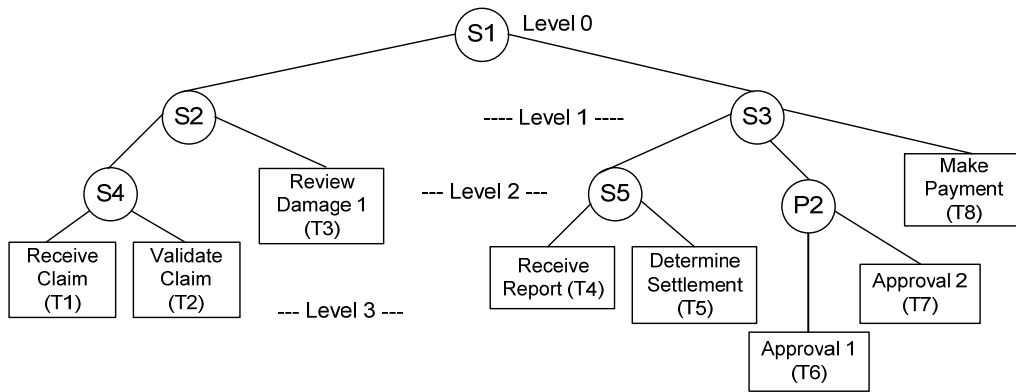 S1
Level 0
S2
---- Level 1 ----
S3
S4
Review
Damage 1
(T3)
--- Level 2 ---
S5
P2
Make
Payment
(T8)
Receive
Claim
(T1)
Validate
Claim
(T2)
Receive
Report (T4)
Determine
Settlement
(T5)
Approval 2
(T7)
--- Level 3 ---
Approval 1
(T6)